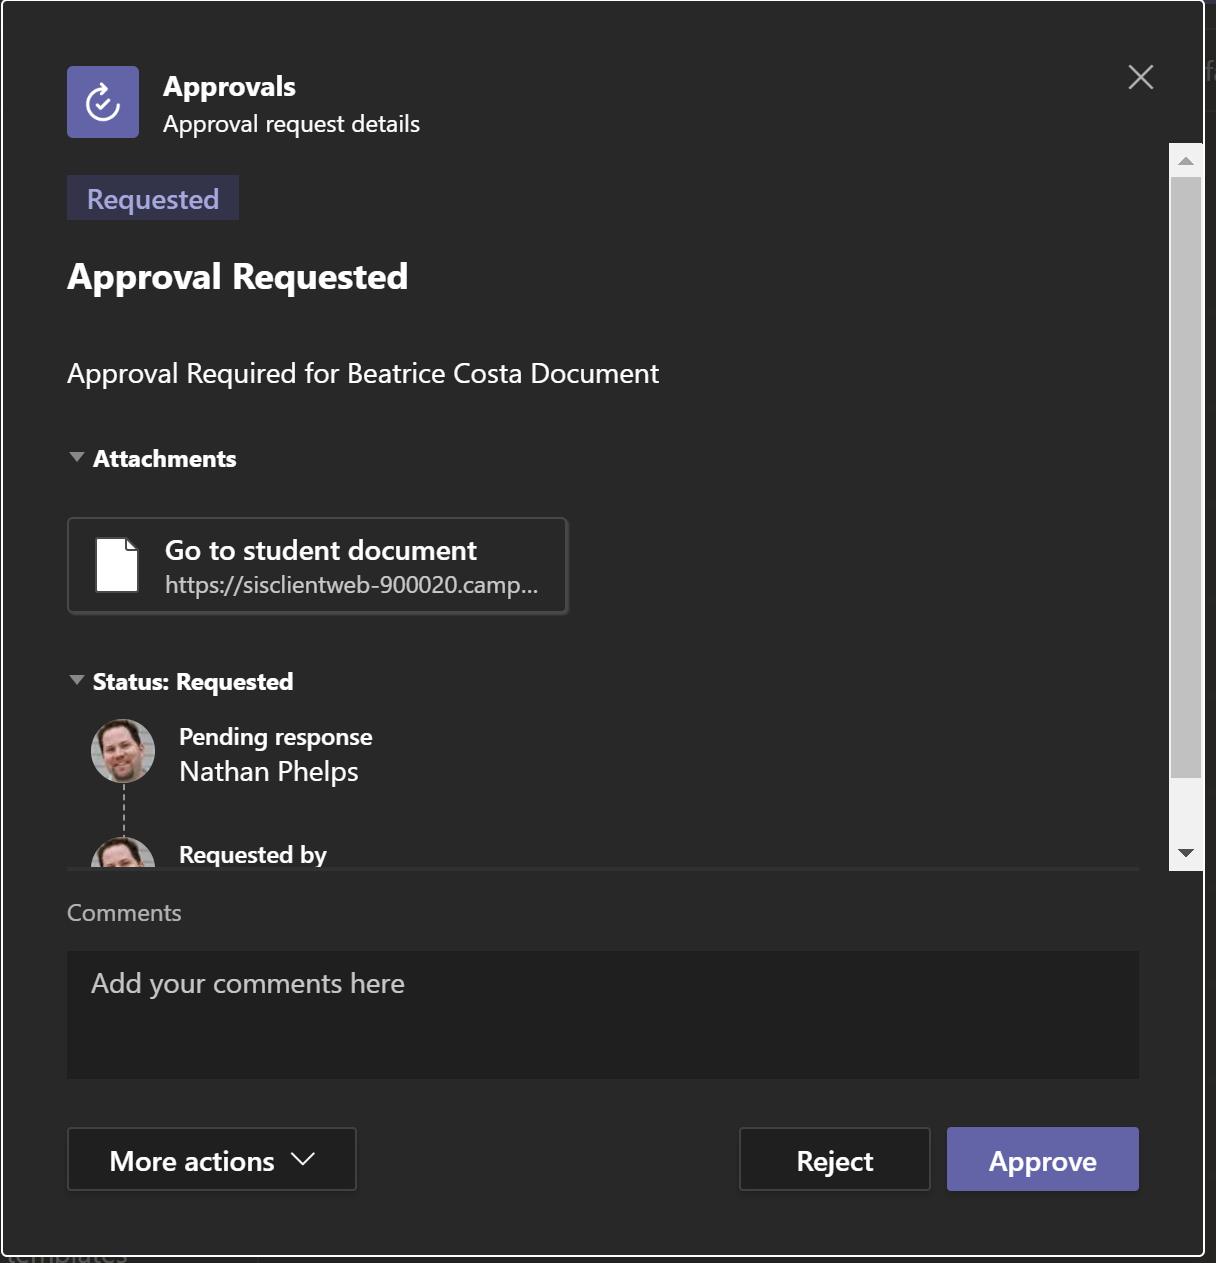 Approvals
Approval request details
Requested
Approval Requested
Approval Required for Beatrice Costa Document
Attachments
Go to student document
https://sisclientweb-900020.camp...
Status: Requested
Pending response
Nathan Phelps
Requested by
Comments
Add your comments here
More actions
Reject
Approve
templates